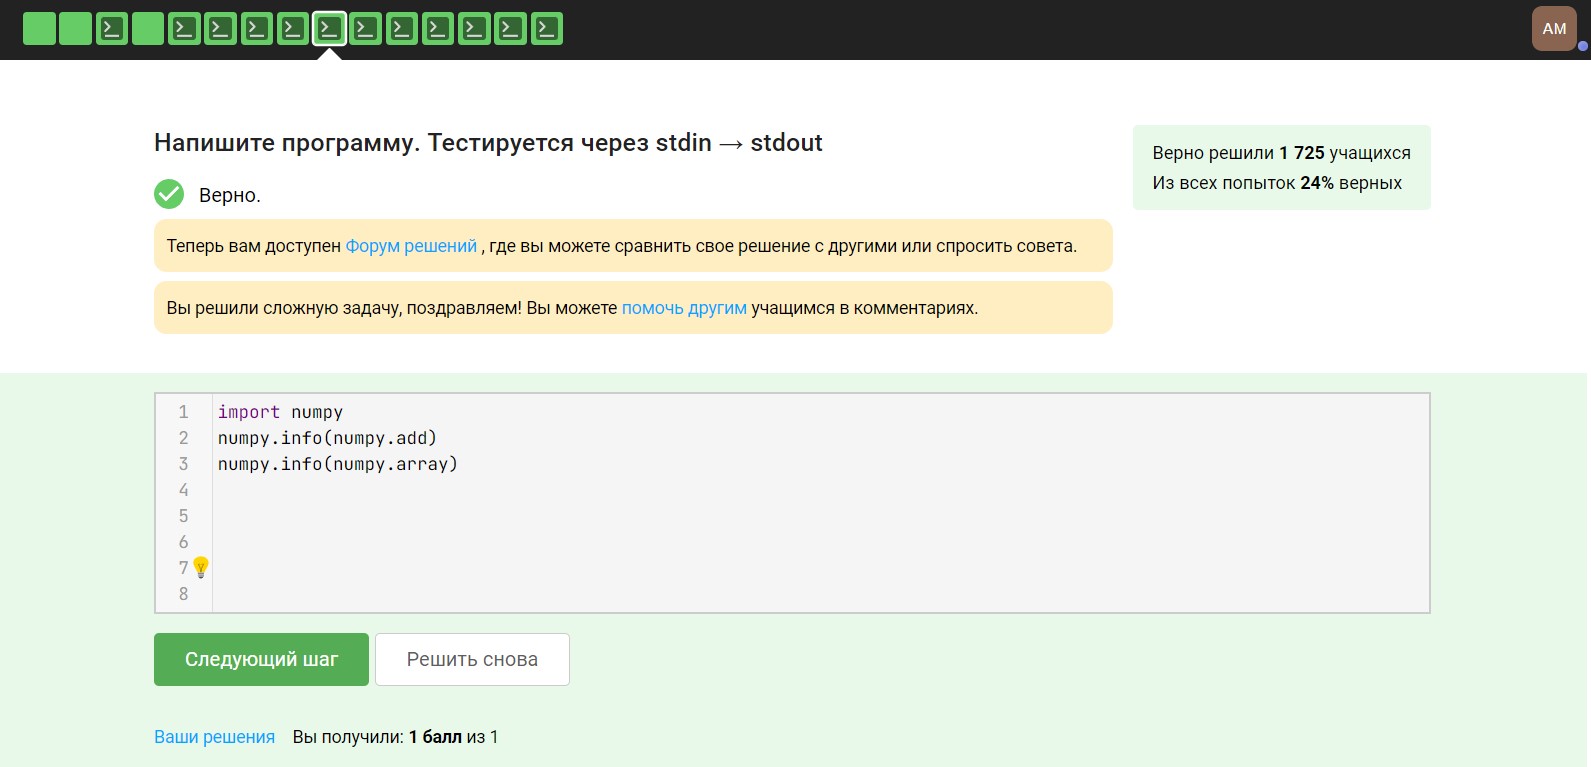 AM
Напишите программу. Тестируется через stdin → stdout
Верно решили 1 725 учащихся
Из всех попыток 24% верных
Верно.
Теперь вам доступен Форум решений , где вы можете сравнить свое решение с другими или спросить совета.
Вы решили сложную задачу, поздравляем! Вы можете помочь другим учащимся в комментариях.
1 import numpy
2 numpy.info(numpy.add)
3 numpy.info(numpy.array)
4
5
6
7
8
Следующий шаг Решить снова
Ваши решения Вы получили: 1 балл из 1